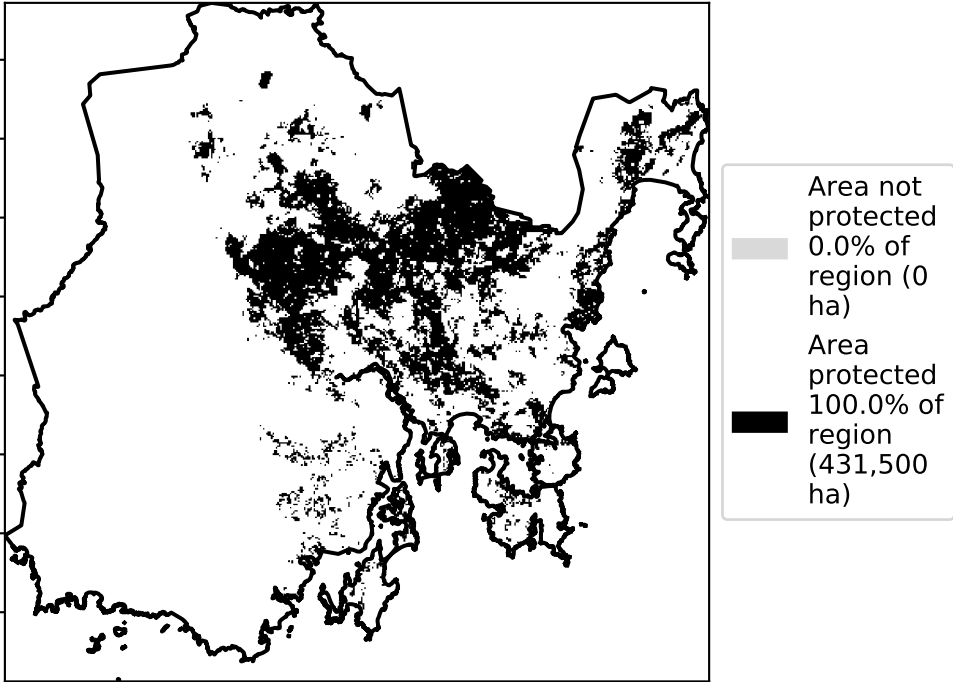 Area not
protected
0.0% of
region (0
ha)
Area
protected
100.0% of
region
(431,500
ha)